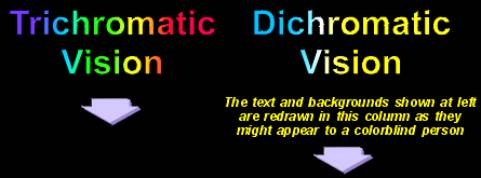 Trichromatic
Vision
Dichromatic
Vision
The text and backgrounds shown at left
are redrawn in this column as they
might appear to a colorblind person